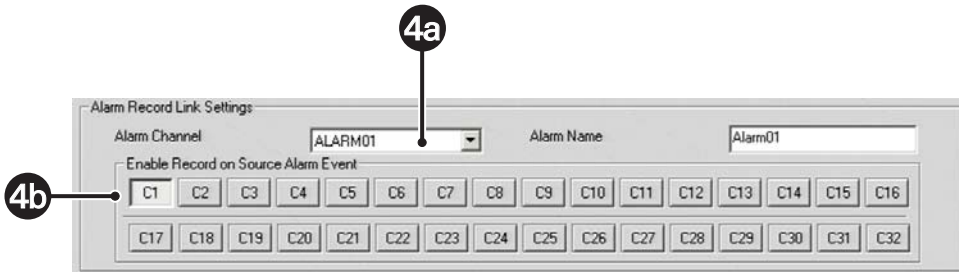 4a
Alarm Record Link Settings
Alarm Channel ALARM01 Alarm Name Alarm01
Enable Record on Source Alarm Event
4b C1 C2 C3 C4 C5 C6 C7 C8 C9 C10 C11 C12 C13 C14 C15 C16
C17 C18 C19 C20 C21 C22 C23 C24 C25 C26 C27 C28 C29 C30 C31 C32